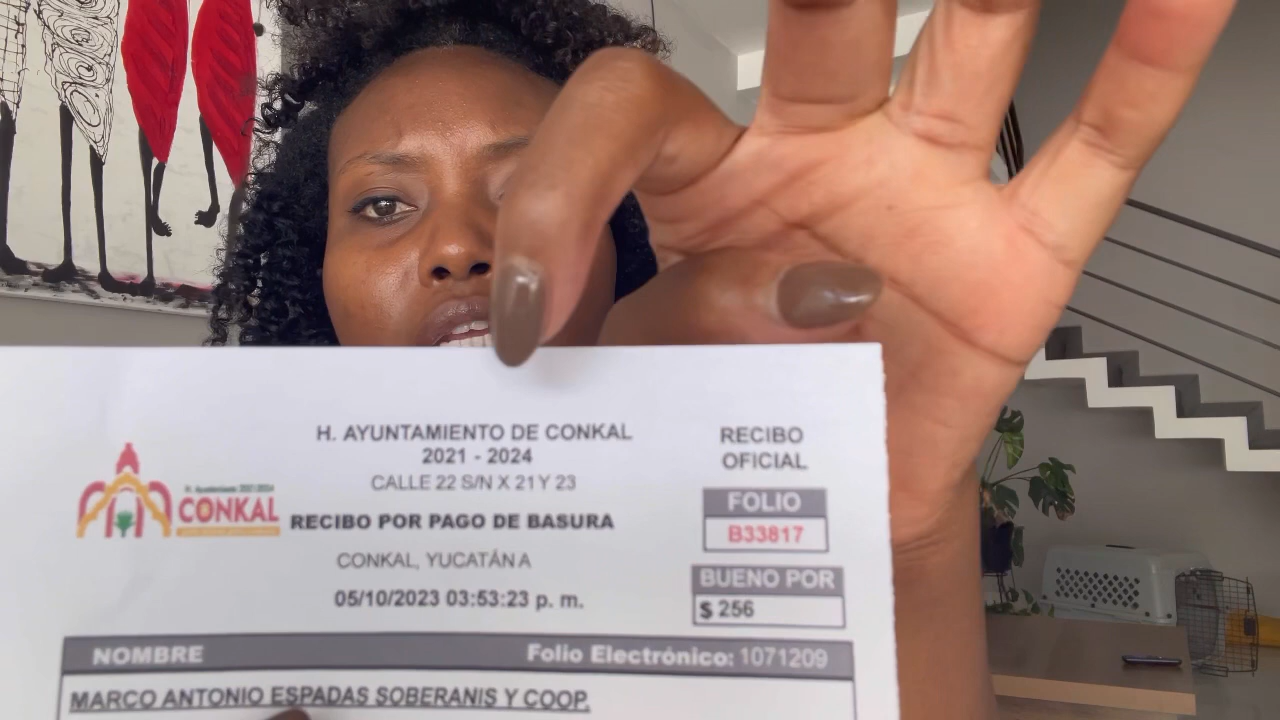 H. AYUNTAMIENTO DE CONKAL
2021 - 2024
CALLE 22 S/N X 21 Y 23
CONKAL
RECIBO POR PAGO DE BASURA
CONKAL, YUCATÁN A
05/10/2023 03:53:23 p. m.
RECIBO
OFICIAL
FOLIO
B33817
BUENO POR
$ 256
NOMBRE Folio Electrónico: 1071209
MARCO ANTONIO ESPADAS SOBERANIS Y COOP.